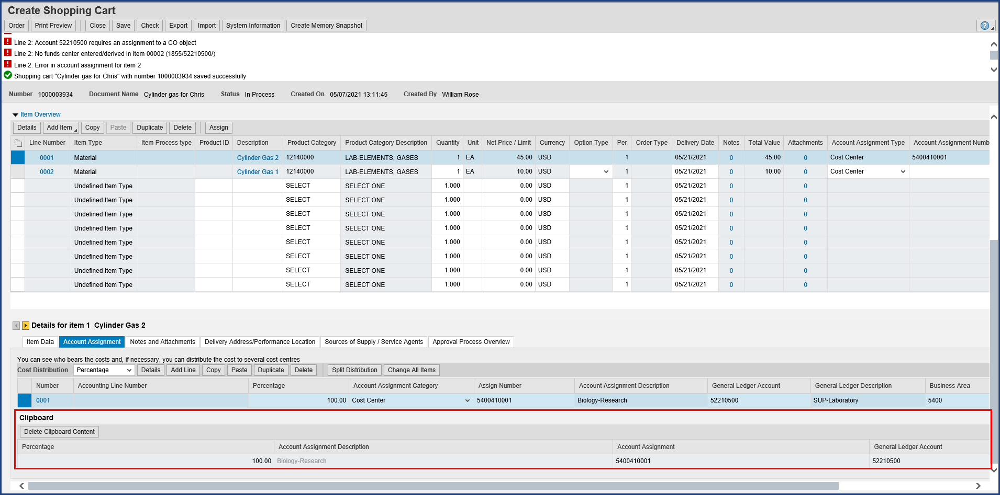 Create Shopping Cart
Order Print Preview Close Save Check Export Import System Information Create Memory Snapshot
Line 2: Account 52210500 requires an assignment to a CO object
Line 2: No funds center entered/derived in item 00002 (1855/52210500/)
Line 2: Error in account assignment for item 2
Shopping cart "Cylinder gas for Chris" with number 1000003934 saved successfully
Number 1000003934 Document Name Cylinder gas for Chris Status In Process Created On 05/07/2021 13:11:45 Created By William Rose
Item Overview
Details Add Item Copy Paste Duplicate Delete Assign
Line Number Item Type Item Process type Product ID Description Product Category Product Category Description Quantity Unit Net Price / Limit Currency Option Type Per Order Type Delivery Date Notes Total Value Attachments Account Assignment Type Account Assignment Numb
0001 Material Cylinder Gas 2 12140000 LAB-ELEMENTS, GASES 1 EA 45.00 USD 1 05/21/2021 0 45.00 0 Cost Center 5400410001
0002 Material Cylinder Gas 1 12140000 LAB-ELEMENTS, GASES 1 EA 10.00 USD 1 05/21/2021 0 10.00 0 Cost Center
Undefined Item Type SELECT SELECT ONE 1.000 0.00 USD 1 05/21/2021 0 0
Undefined Item Type SELECT SELECT ONE 1.000 0.00 USD 1 05/21/2021 0 0
Undefined Item Type SELECT SELECT ONE 1.000 0.00 USD 1 05/21/2021 0 0
Undefined Item Type SELECT SELECT ONE 1.000 0.00 USD 1 05/21/2021 0 0
Undefined Item Type SELECT SELECT ONE 1.000 0.00 USD 1 05/21/2021 0 0
Undefined Item Type SELECT SELECT ONE 1.000 0.00 USD 1 05/21/2021 0 0
Undefined Item Type SELECT SELECT ONE 1.000 0.00 USD 1 05/21/2021 0 0
Undefined Item Type SELECT SELECT ONE 1.000 0.00 USD 1 05/21/2021 0 0
Details for item 1 Cylinder Gas 2
Item Data Account Assignment Notes and Attachments Delivery Address/Performance Location Sources of Supply / Service Agents Approval Process Overview
You can see who bears the costs and, if necessary, you can distribute the cost to several cost centres
Cost Distribution Percentage Details Add Line Copy Paste Duplicate Delete Split Distribution Change All Items
Number Accounting Line Number Percentage Account Assignment Category Assign Number Account Assignment Description General Ledger Account General Ledger Description Business Area
0001 100.00 Cost Center 5400410001 Biology-Research 52210500 SUP-Laboratory 5400
Clipboard
Delete Clipboard Content
Percentage Account Assignment Description Account Assignment General Ledger Account
100.00 Biology-Research 5400410001 52210500